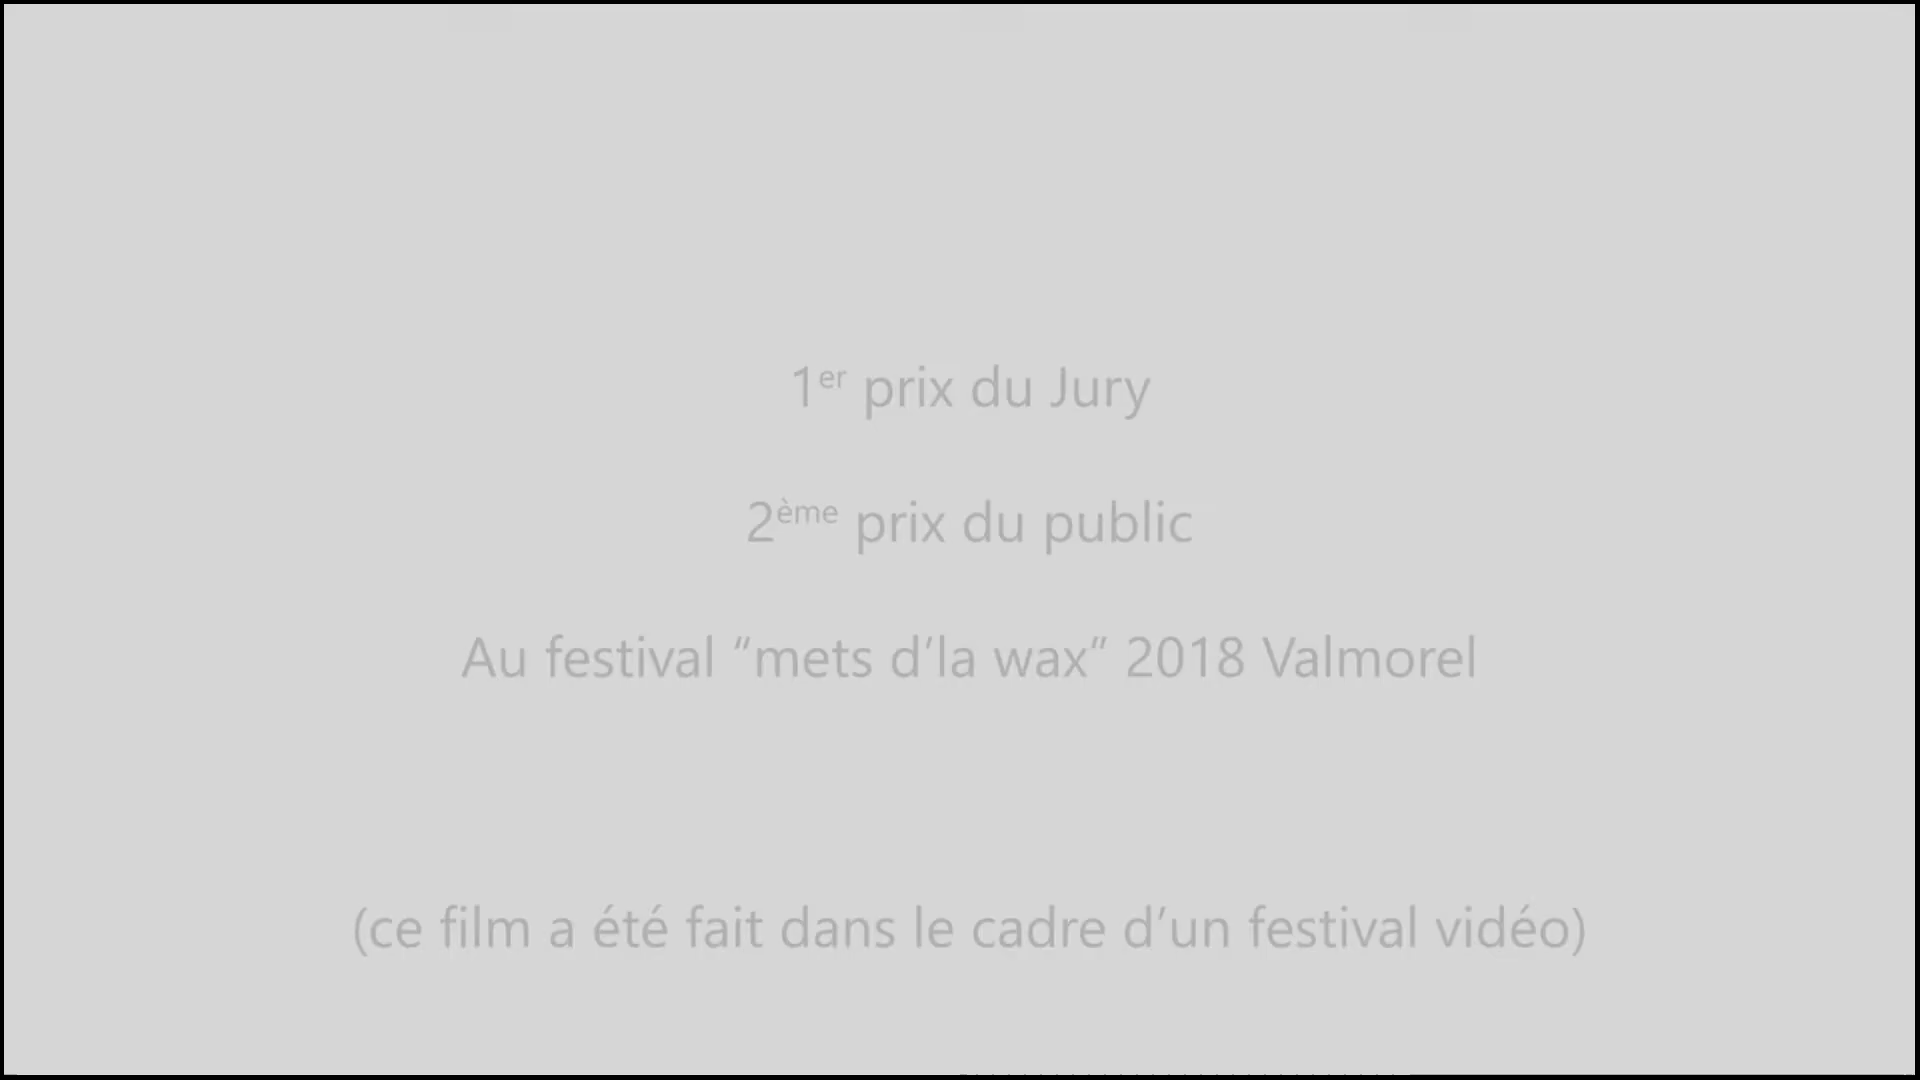 1er prix du Jury
2ème prix du public
Au festival “mets d’la wax” 2018 Valmorel
(ce film a été fait dans le cadre d’un festival vidéo)